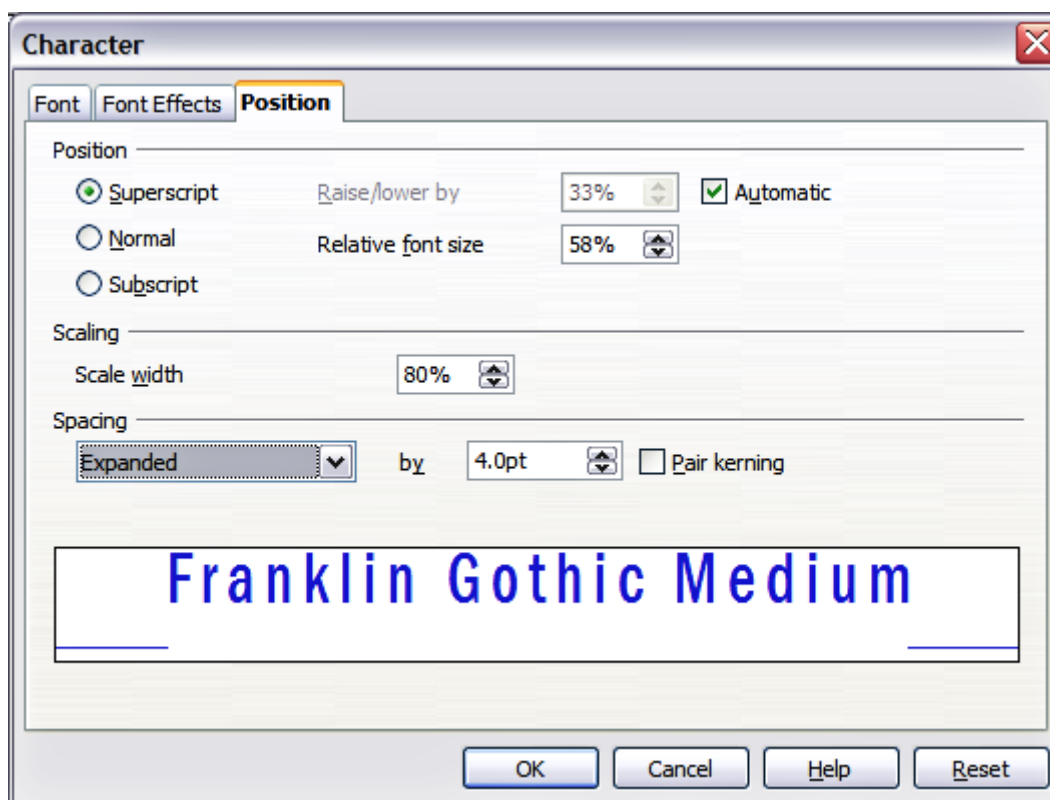 Character
Font Font Effects Position
Position
Superscript Raise/lower by 33% Automatic
Normal Relative font size 58%
Subscript
Scaling
Scale width 80%
Spacing
Expanded by 4.0pt Pair kerning
Franklin Gothic Medium
OK Cancel Help Reset